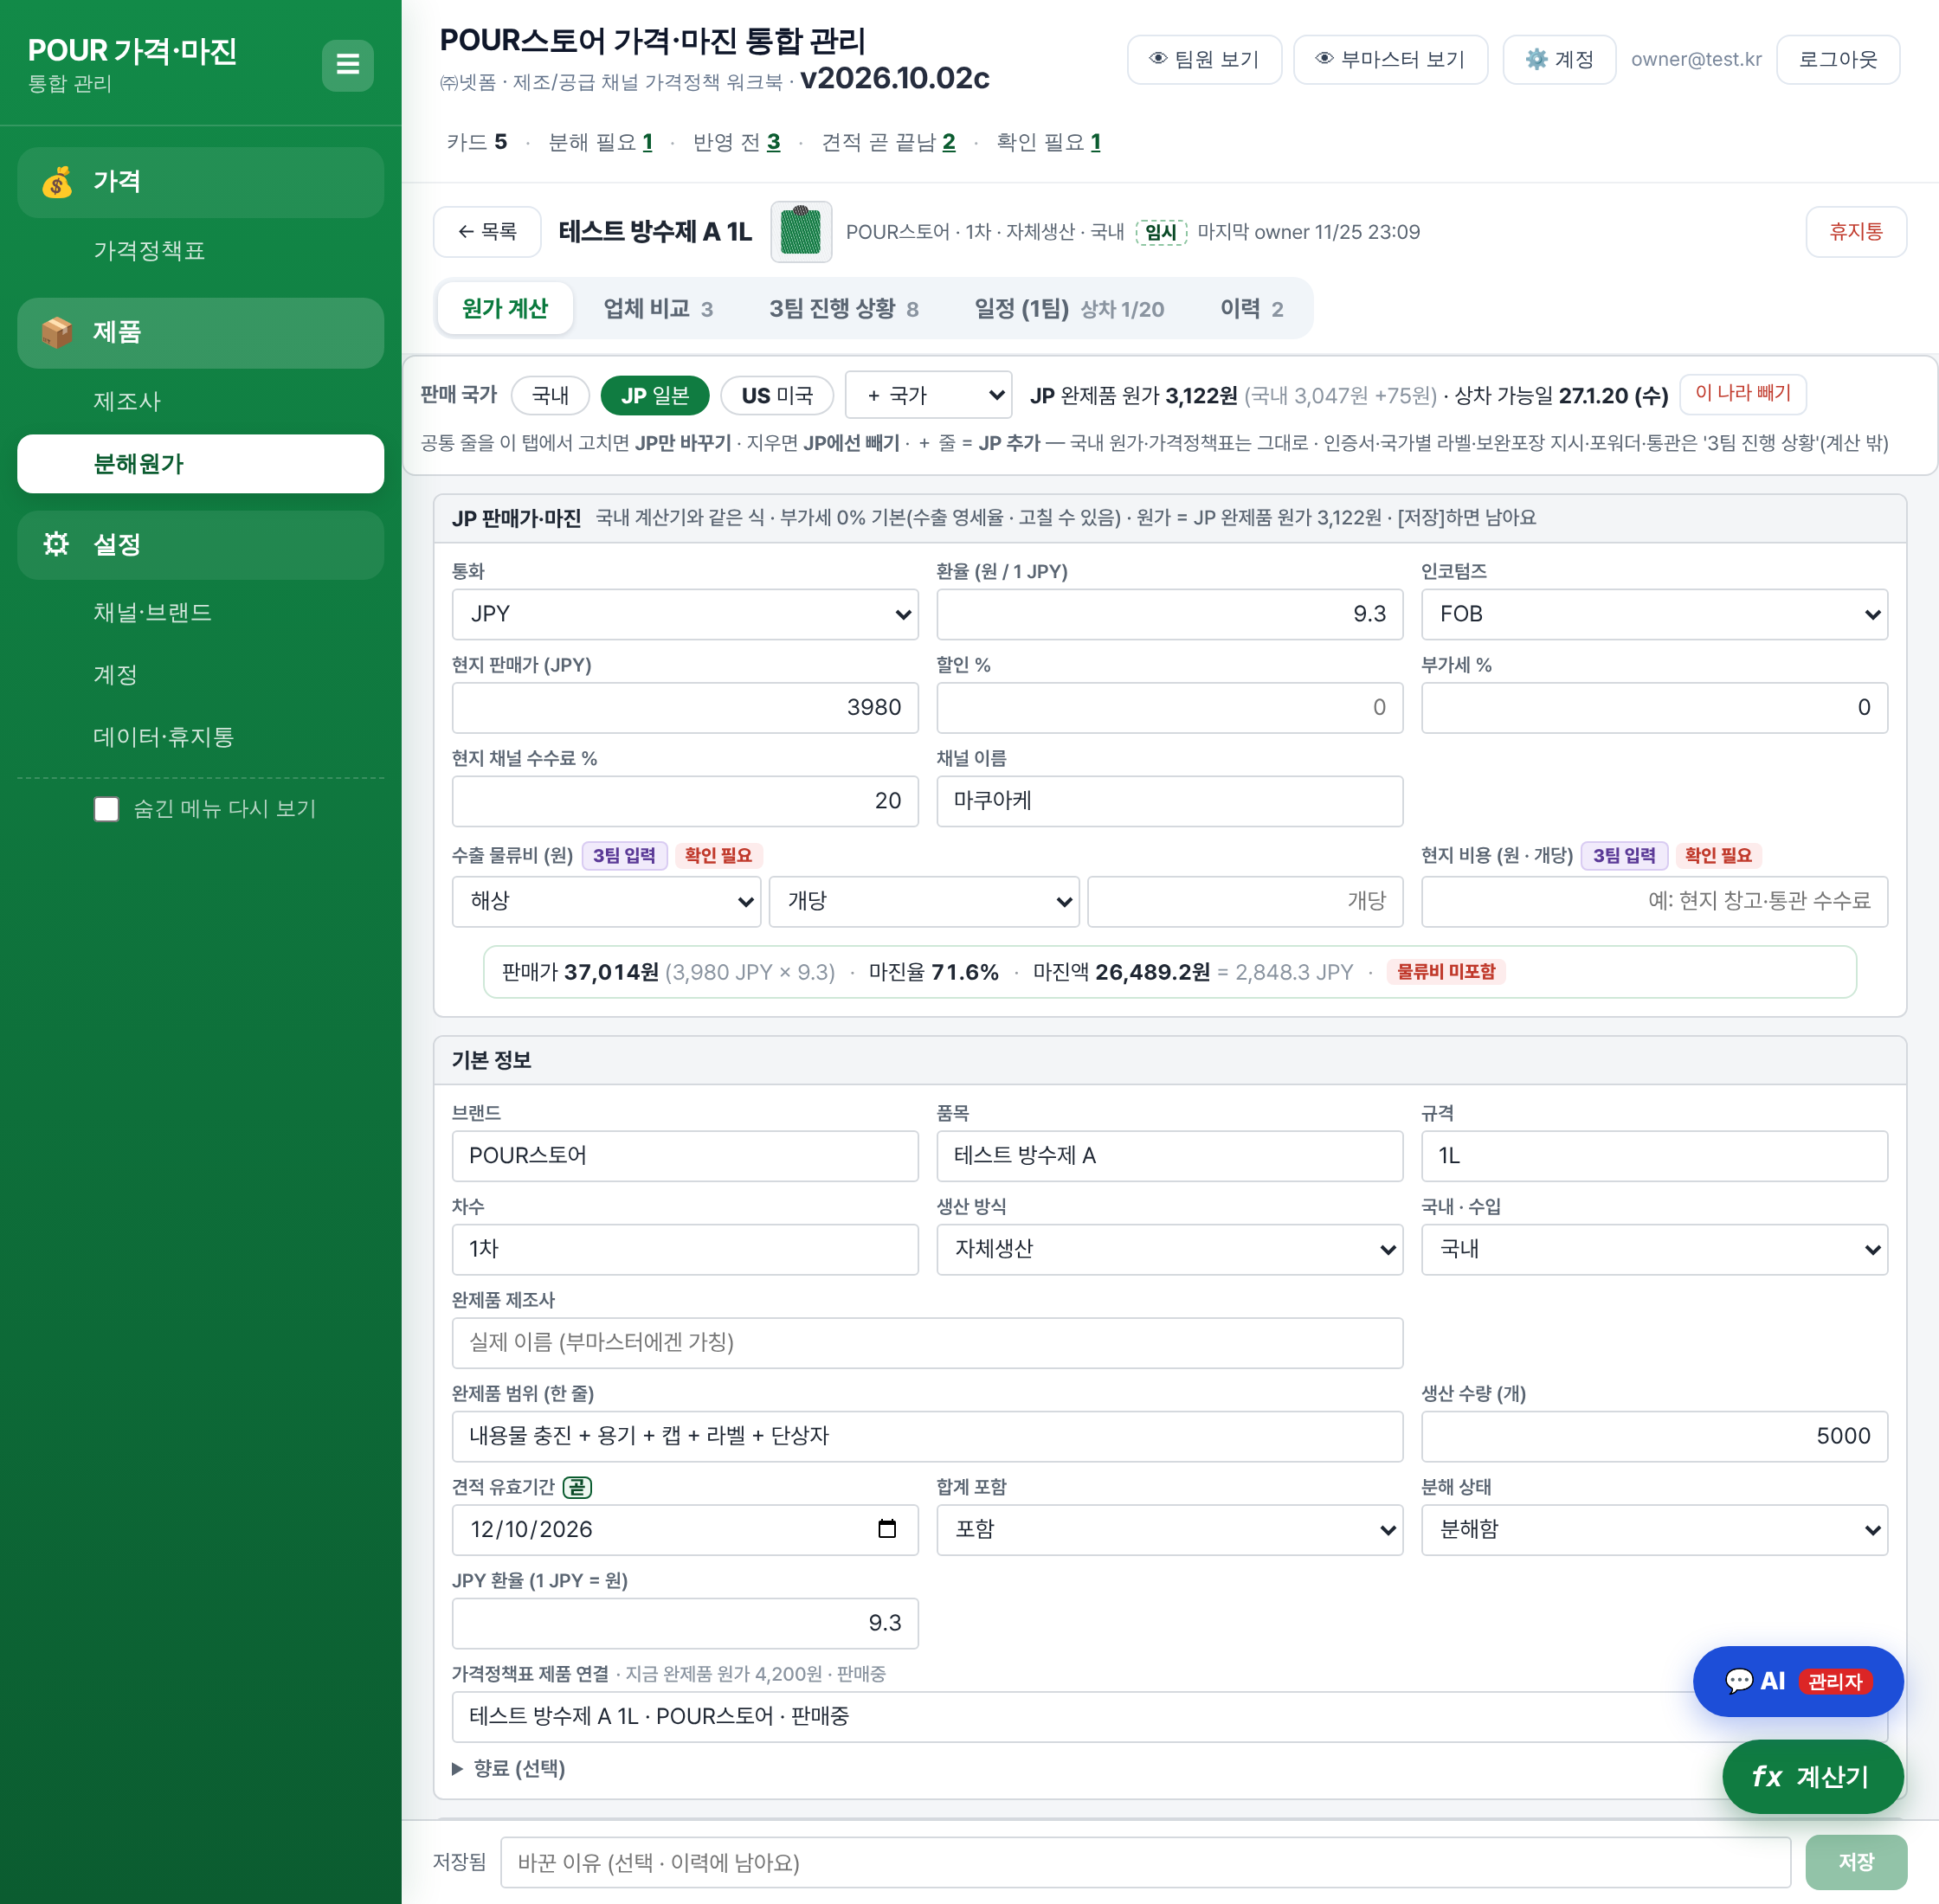 POUR 가격·마진
통합 관리
💰 가격
가격정책표
📦 제품
제조사
분해원가
⚙ 설정
채널·브랜드
계정
데이터·휴지통
숨긴 메뉴 다시 보기
POUR스토어 가격·마진 통합 관리
㈜넷폼 · 제조/공급 채널 가격정책 워크북 · v2026.10.02c
👁 팀원 보기
👁 부마스터 보기
⚙️ 계정
owner@test.kr
로그아웃
카드 5 · 분해 필요 1 · 반영 전 3 · 견적 곧 끝남 2 · 확인 필요 1
← 목록
테스트 방수제 A 1L
POUR스토어 · 1차 · 자체생산 · 국내 임시 마지막 owner 11/25 23:09
휴지통
원가 계산
업체 비교 3
3팀 진행 상황 8
일정 (1팀) 상차 1/20
이력 2
판매 국가 국내 JP 일본 US 미국 + 국가 JP 완제품 원가 3,122원 (국내 3,047원 +75원) · 상차 가능일 27.1.20 (수) 이 나라 빼기
공통 줄을 이 탭에서 고치면 JP만 바꾸기 · 지우면 JP에선 빼기 · + 줄 = JP 추가 — 국내 원가·가격정책표는 그대로 · 인증서·국가별 라벨·보완포장 지시·포워더·통관은 '3팀 진행 상황'(계산 밖)
JP 판매가·마진 국내 계산기와 같은 식 · 부가세 0% 기본(수출 영세율 · 고칠 수 있음) · 원가 = JP 완제품 원가 3,122원 · [저장]하면 남아요
통화 환율 (원 / 1 JPY) 인코텀즈
JPY 9.3 FOB
현지 판매가 (JPY) 할인 % 부가세 %
3980 0 0
현지 채널 수수료 % 채널 이름
20 마쿠아케
수출 물류비 (원) 3팀 입력 확인 필요 현지 비용 (원 · 개당) 3팀 입력 확인 필요
해상 개당 개당 예: 현지 창고·통관 수수료
판매가 37,014원 (3,980 JPY × 9.3) · 마진율 71.6% · 마진액 26,489.2원 = 2,848.3 JPY · 물류비 미포함
기본 정보
브랜드 품목 규격
POUR스토어 테스트 방수제 A 1L
차수 생산 방식 국내 · 수입
1차 자체생산 국내
완제품 제조사
실제 이름 (부마스터에겐 가칭)
완제품 범위 (한 줄) 생산 수량 (개)
내용물 충진 + 용기 + 캡 + 라벨 + 단상자 5000
견적 유효기간 곧 합계 포함 분해 상태
12/10/2026 포함 분해함
JPY 환율 (1 JPY = 원)
9.3
가격정책표 제품 연결 · 지금 완제품 원가 4,200원 · 판매중
테스트 방수제 A 1L · POUR스토어 · 판매중
▶ 향료 (선택)
💬 AI 관리자
fx 계산기
저장됨 바꾼 이유 (선택 · 이력에 남아요) 저장